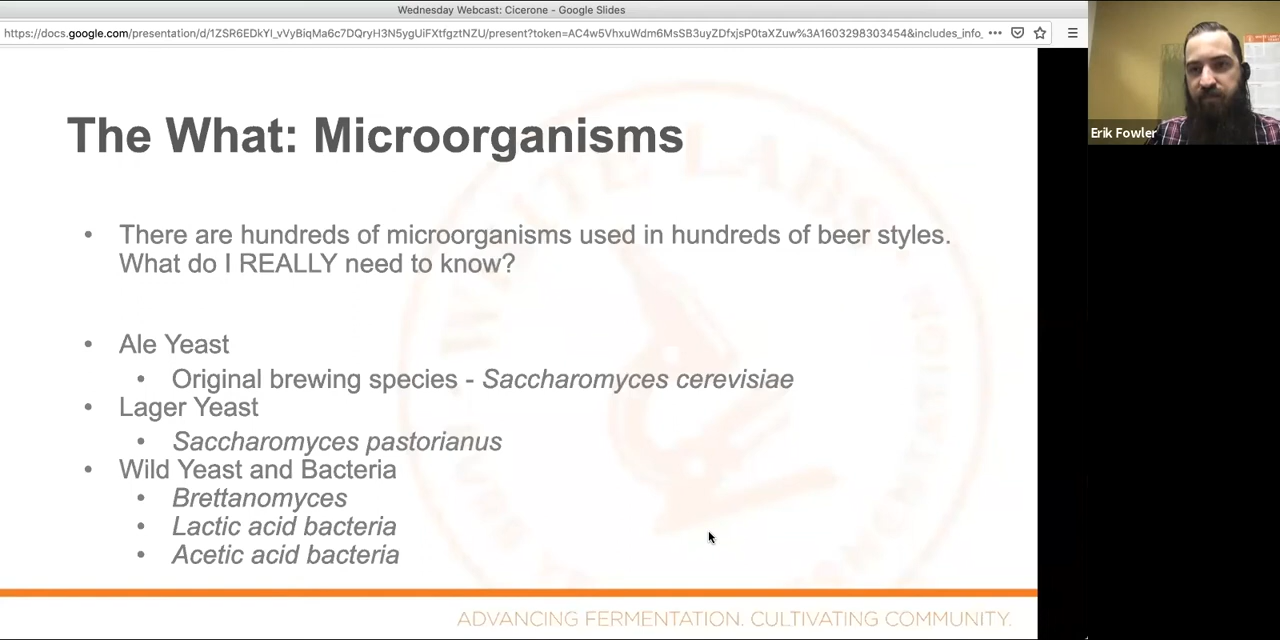 Wednesday Webcast: Cicerone - Google Slides
https://docs.google.com/presentation/d/1ZSR6EDkYI_vVyBiqMa6c7DQryH3N5ygUiFXtfgztNZU/present?token=AC4w5VhxuWdm6MsSB3uyZDfxjsP0taXZuw%3A1603298303454&includes_info_
The What: Microorganisms
• There are hundreds of microorganisms used in hundreds of beer styles.
What do I REALLY need to know?
• Ale Yeast
• Original brewing species - Saccharomyces cerevisiae
• Lager Yeast
• Saccharomyces pastorianus
• Wild Yeast and Bacteria
• Brettanomyces
• Lactic acid bacteria
• Acetic acid bacteria
WHITE LABS
ADVANCING FERMENTATION. CULTIVATING COMMUNITY.
Erik Fowler